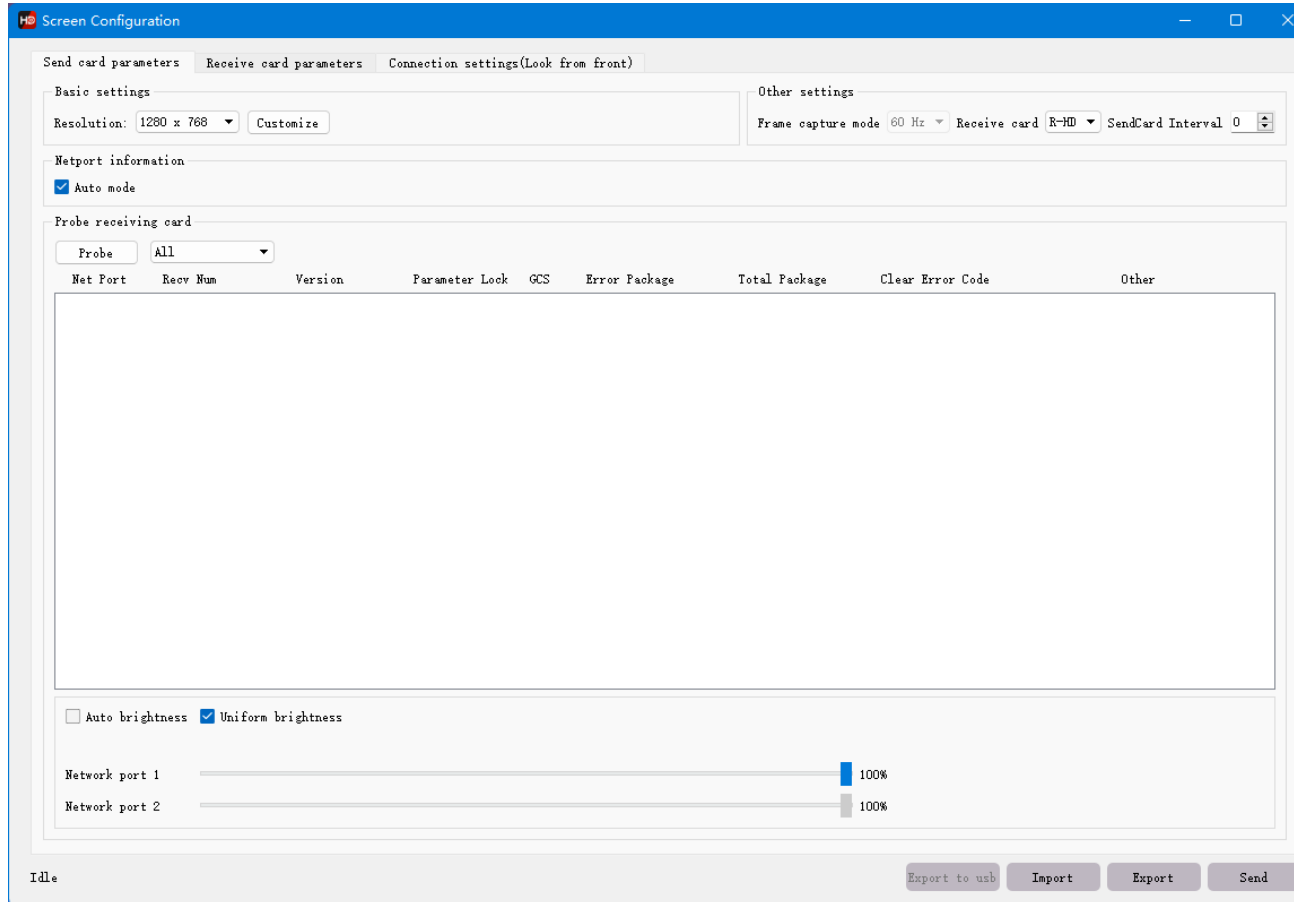 HD Screen Configuration
Send card parameters Receive card parameters Connection settings(Look from front)
Basic settings
Resolution: 1280 x 768 Customize
Other settings
Frame capture mode 60 Hz Receive card R-HD SendCard Interval 0
Netport information
Auto mode
Probe receiving card
Probe All
Net Port Recv Num Version Parameter Lock GCS Error Package Total Package Clear Error Code Other
Auto brightness Uniform brightness
Network port 1 100%
Network port 2 100%
Idle Export to usb Import Export Send